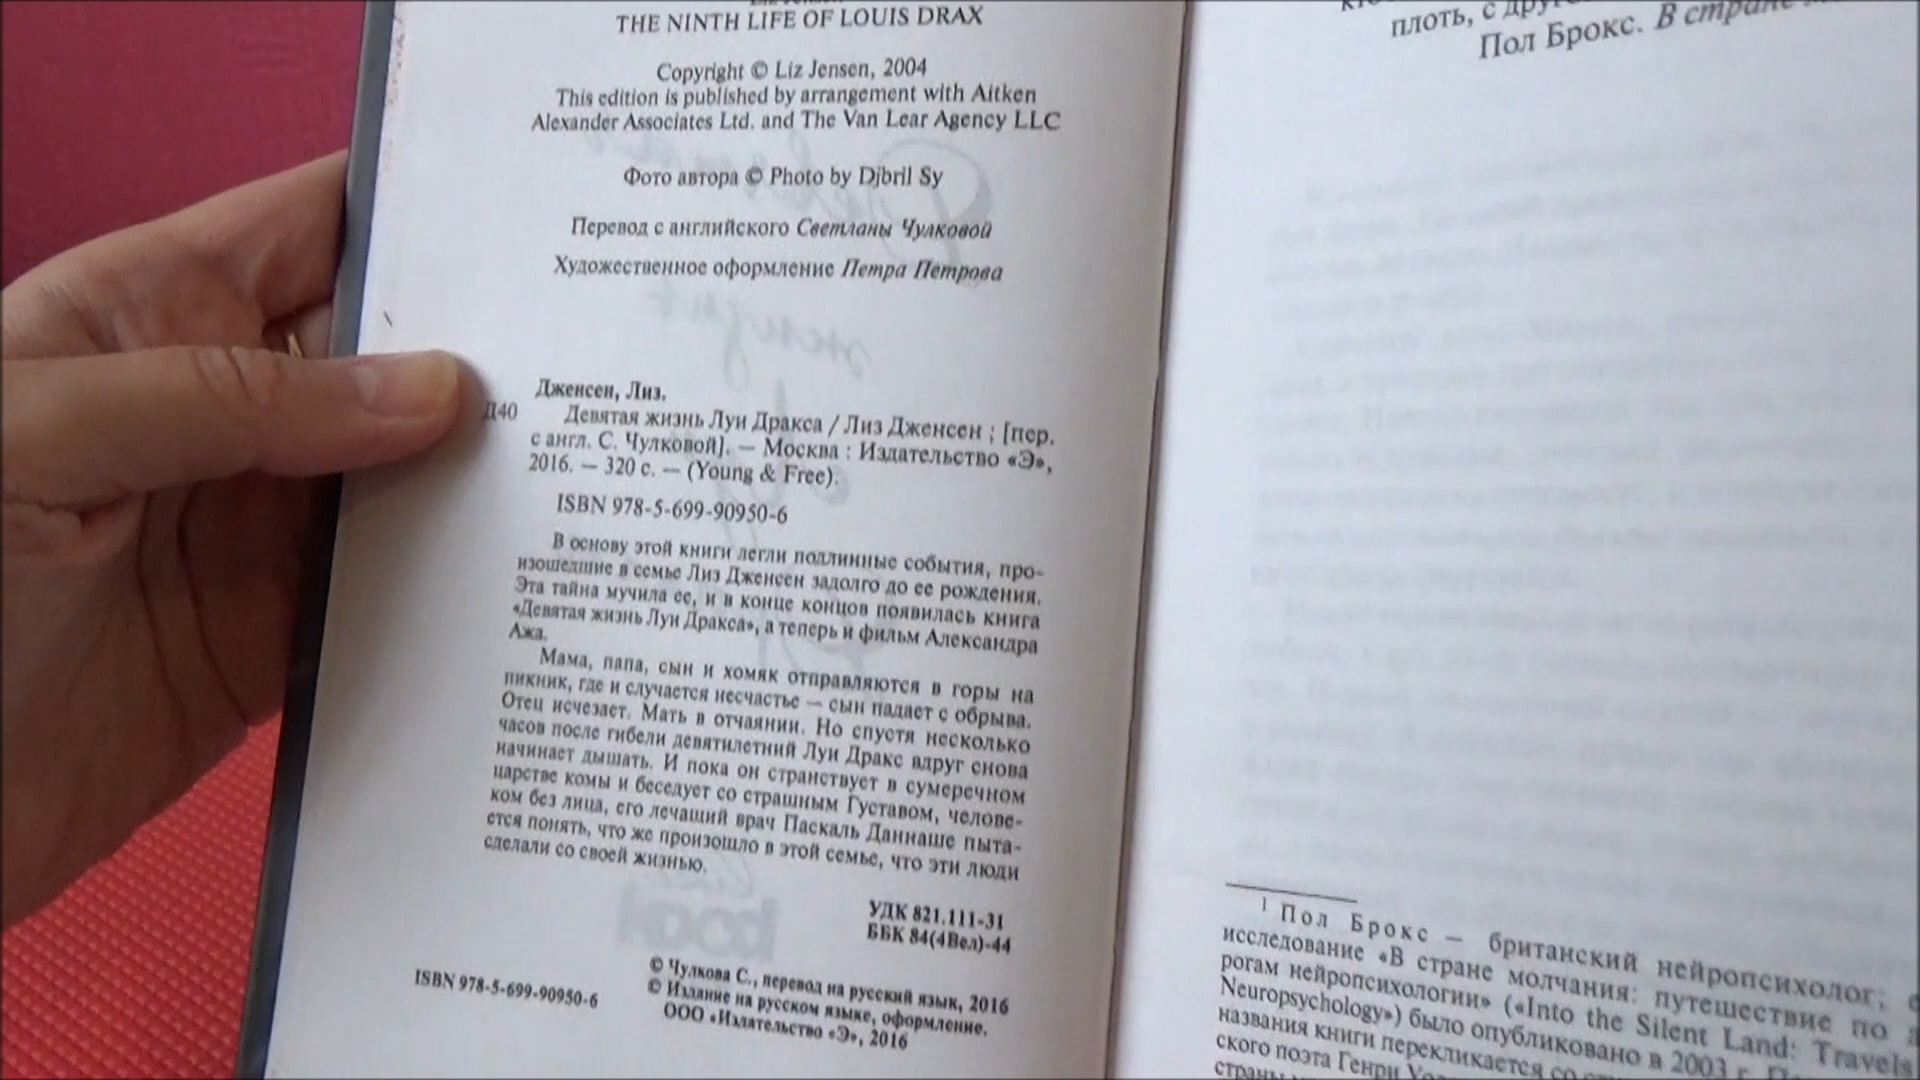 THE NINTH LIFE OF LOUIS DRAX
Copyright © Liz Jensen, 2004
This edition is published by arrangement with Aitken
Alexander Associates Ltd. and The Van Lear Agency LLC
Фото автора © Photo by Djbril Sy
Перевод с английского Светланы Чулковой
Художественное оформление Петра Петрова
Дженсен, Лиз.
Д40 Девятая жизнь Луи Дракса / Лиз Дженсен ; [пер.
с англ. С. Чулковой]. — Москва : Издательство «Э»,
2016. — 320 с. — (Young & Free).
ISBN 978-5-699-90950-6
В основу этой книги легли подлинные события, про-
изошедшие в семье Лиз Дженсен задолго до ее рождения.
Эта тайна мучила ее, и в конце концов появилась книга
«Девятая жизнь Луи Дракса», а теперь и фильм Александра
Ажа.
Мама, папа, сын и хомяк отправляются в горы на
пикник, где и случается несчастье — сын падает с обрыва.
Отец исчезает. Мать в отчаянии. Но спустя несколько
часов после гибели девятилетний Луи Дракс вдруг снова
начинает дышать. И пока он странствует в сумеречном
царстве комы и беседует со страшным Густавом, челове-
ком без лица, его лечащий врач Паскаль Даннаше пыта-
ется понять, что же произошло в этой семье, что эти люди
сделали со своей жизнью.
УДК 821.111-31
ББК 84(4Вел)-44
© Чулкова С., перевод на русский язык, 2016
© Издание на русском языке, оформление.
ООО «Издательство «Э», 2016
ISBN 978-5-699-90950-6
плоть, с
Пол Брокс. В стране
1 Пол Брокс — британский нейропсихолог;
исследование «В стране молчания: путешествие по
рогам нейропсихологии» («Into the Silent Land: Travels
Neuropsychology») было опубликовано в 2003 г.
названия книги перекликается со
ского поэта Генри
страны